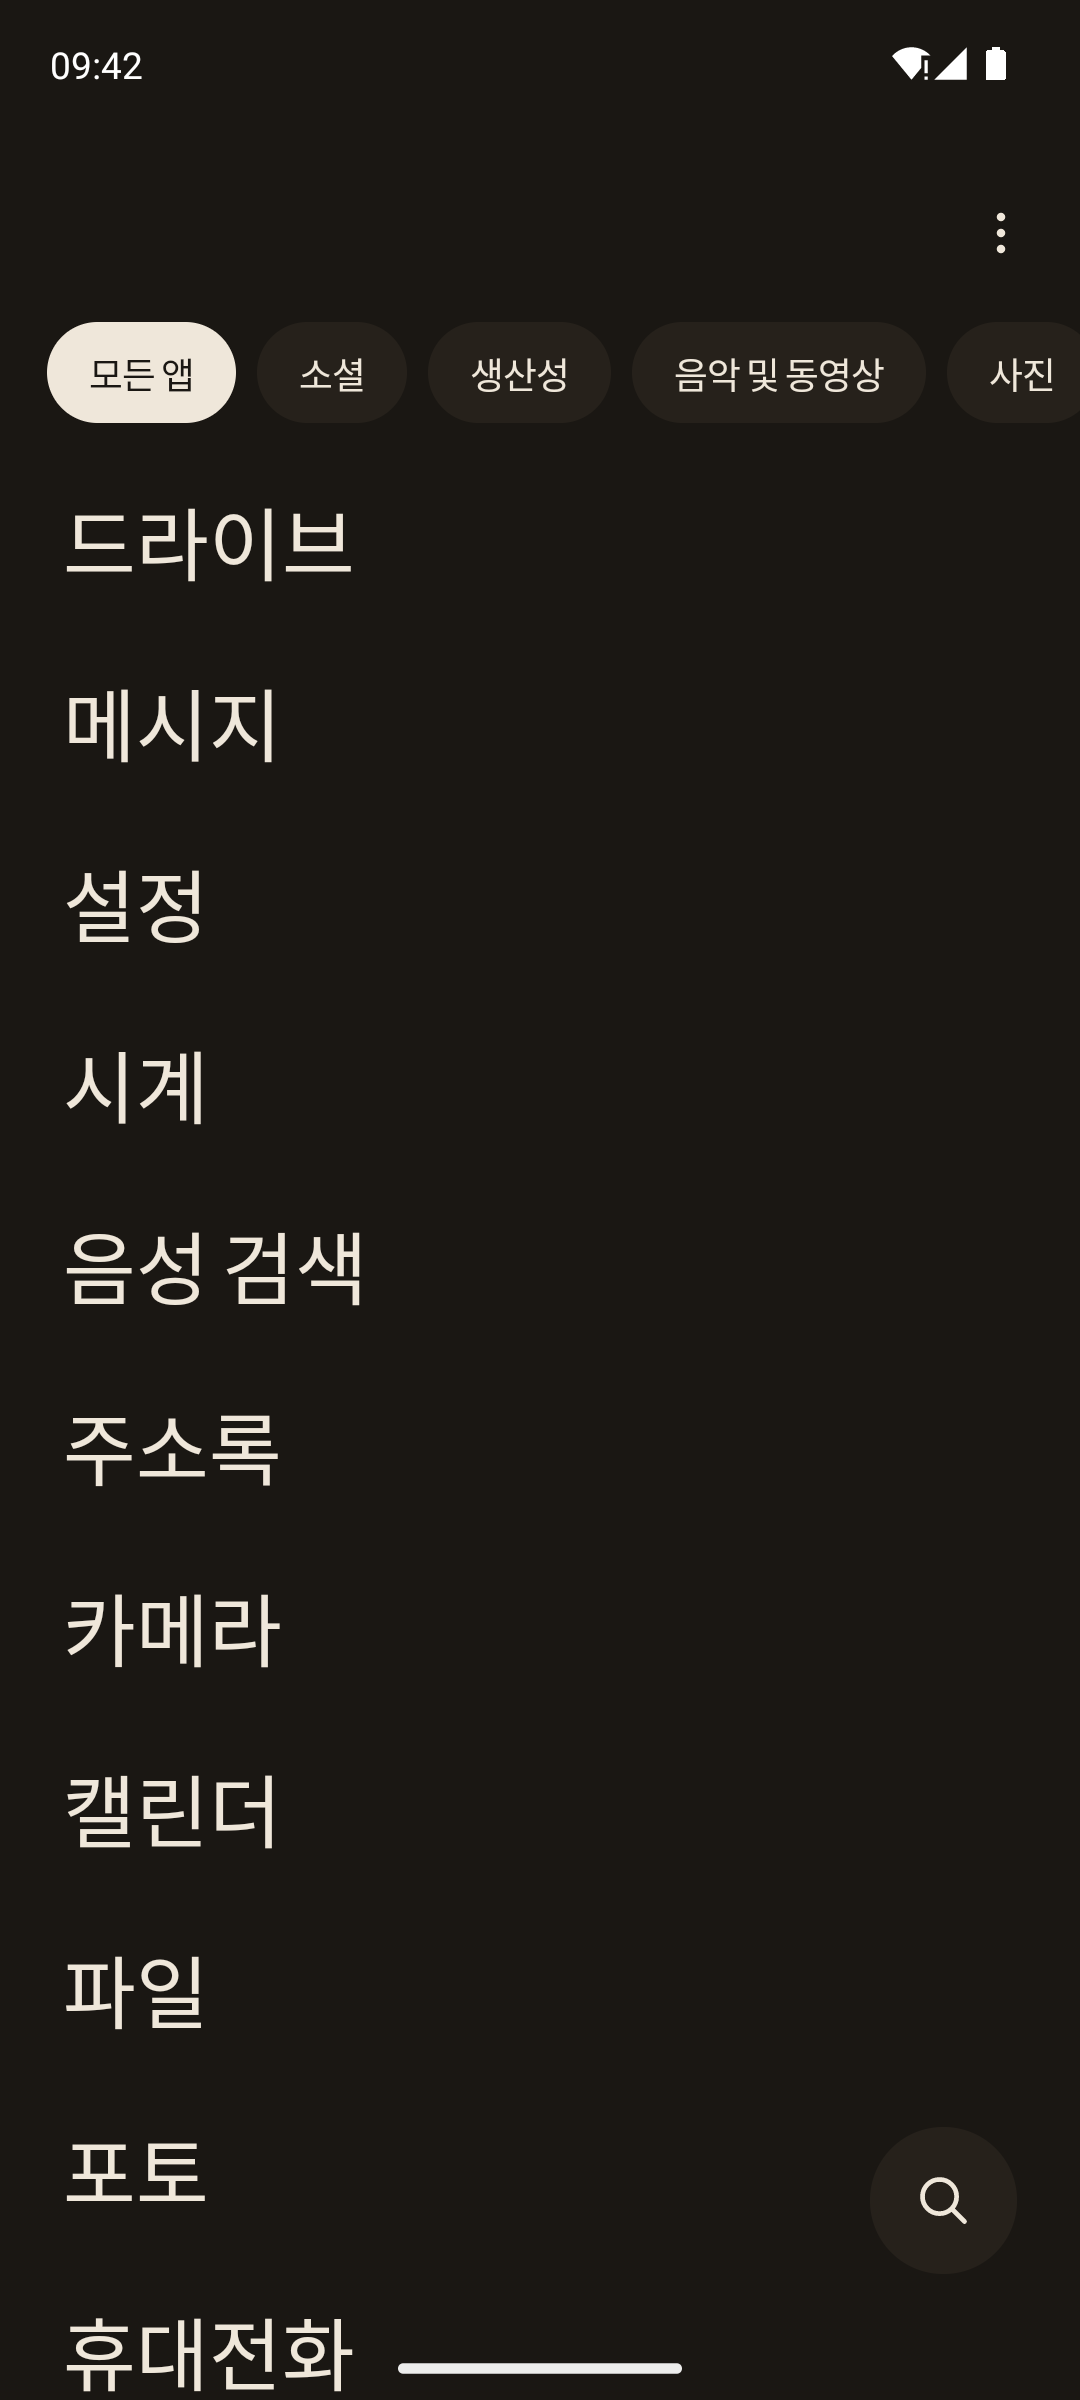 09:42
모든 앱 소셜 생산성 음악 및 동영상 사진
드라이브
메시지
설정
시계
음성 검색
주소록
카메라
캘린더
파일
포토
휴대전화